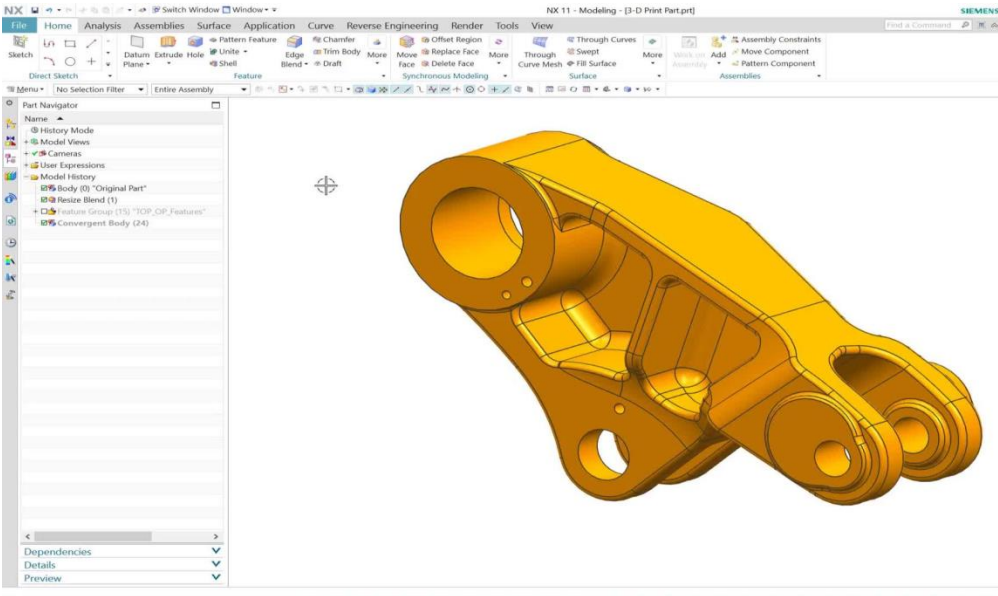 NX Switch Window Window NX 11 - Modeling - [3-D Print Part.prt] SIEMENS
File Home Analysis Assemblies Surface Application Curve Reverse Engineering Render Tools View Find a Command
Pattern Feature Chamfer Offset Region Through Curves Assembly Constraints
Sketch Datum Plane Extrude Hole Unite Edge Blend Trim Body More Move Face Replace Face More Through Curve Mesh Swept More Work on Assembly Add Move Component
Shell Draft Delete Face Fill Surface Pattern Component
Direct Sketch Feature Synchronous Modeling Surface Assemblies
Menu No Selection Filter Entire Assembly
Part Navigator
Name
History Mode
Model Views
Cameras
User Expressions
Model History
Body (0) "Original Part"
Resize Blend (1)
Feature Group (15) "TOP_OP_Features"
Convergent Body (24)
Dependencies
Details
Preview